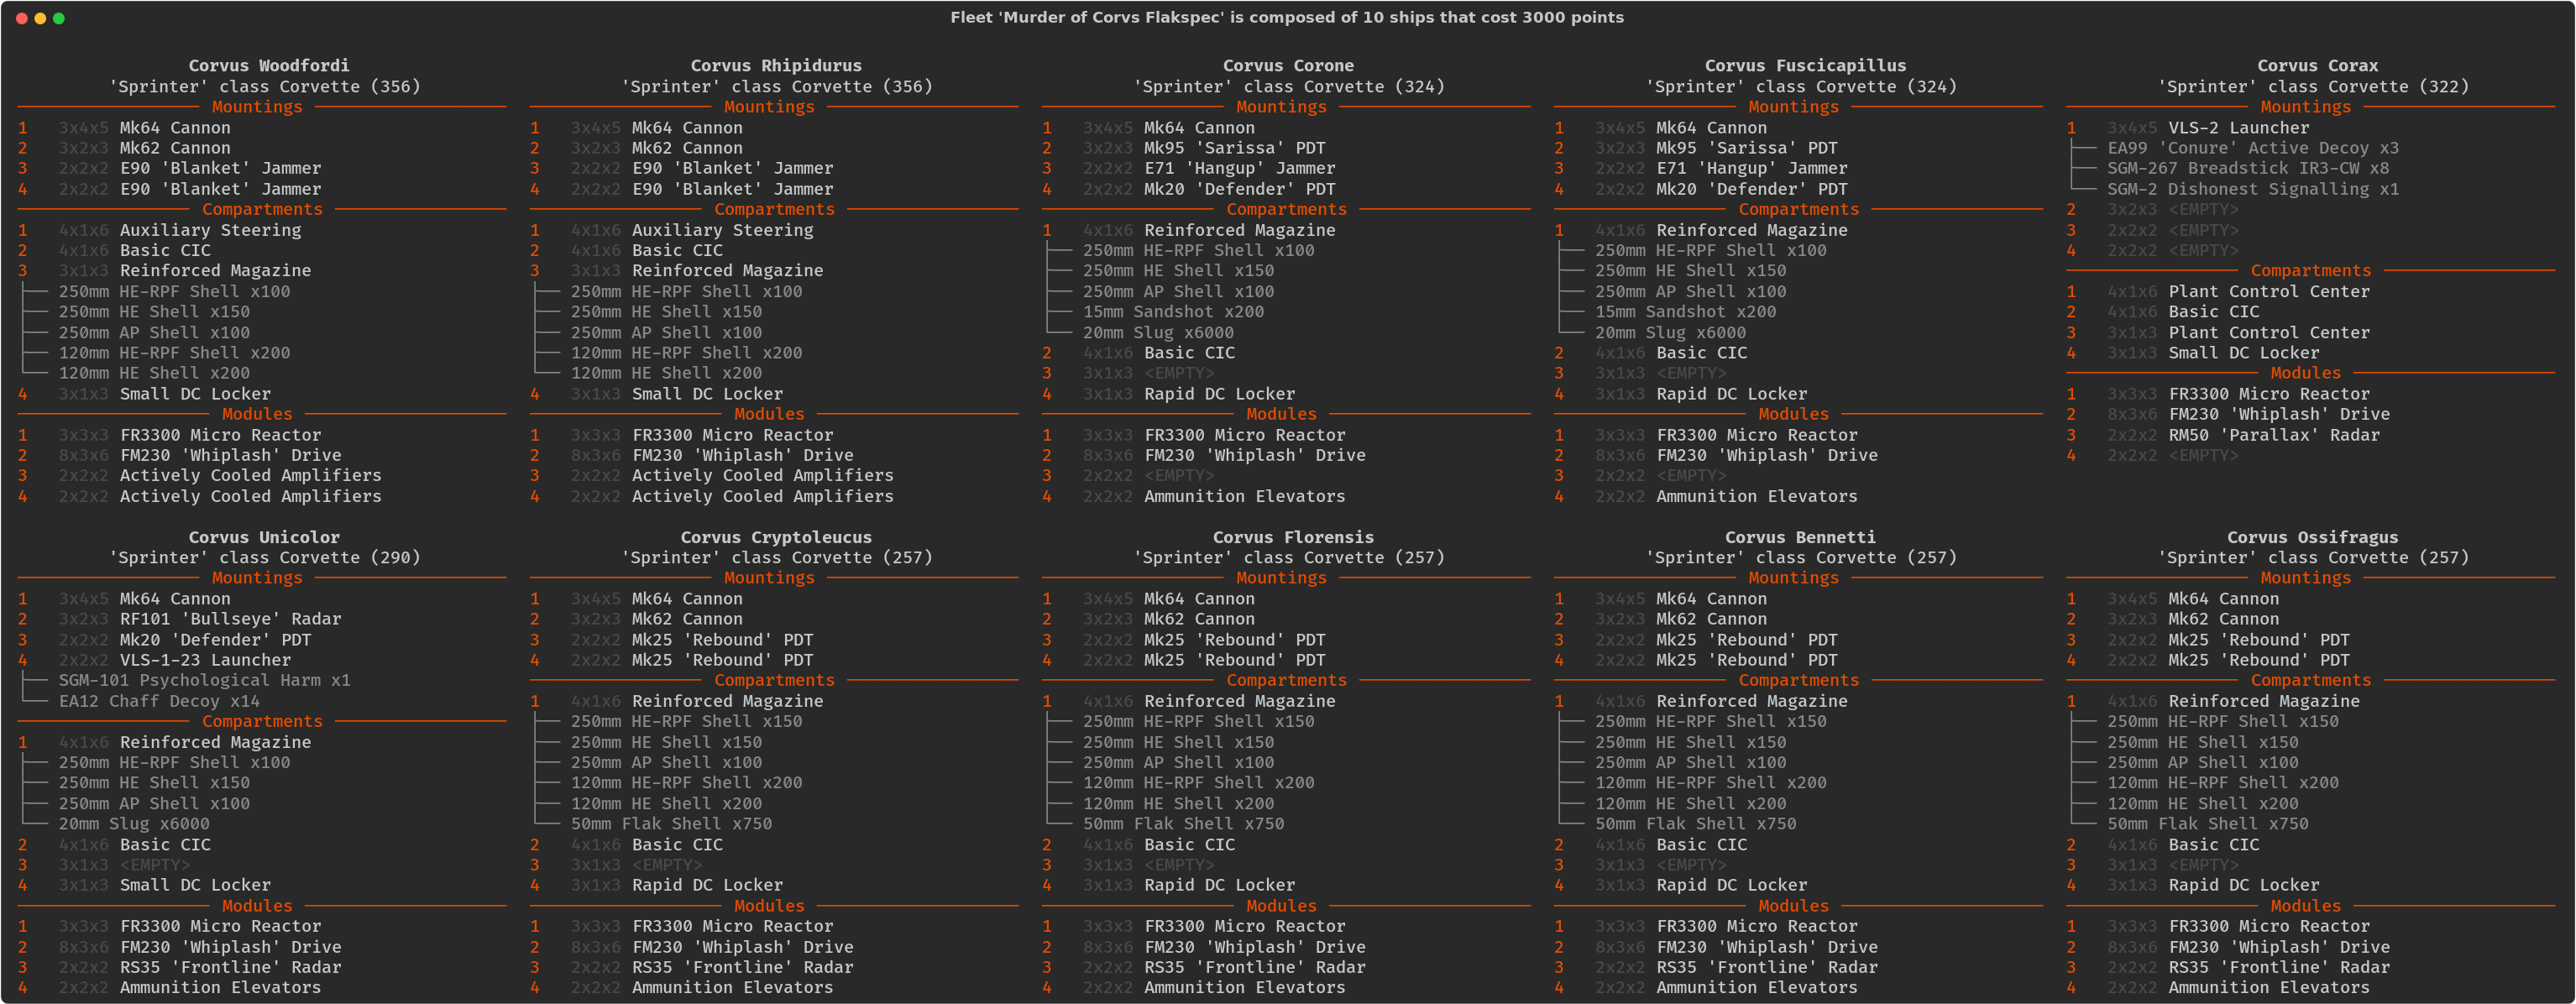 Fleet 'Murder of Corvs Flakspec' is composed of 10 ships that cost 3000 points
Corvus Woodfordi
'Sprinter' class Corvette (356)
Mountings
1 3x4x5 Mk64 Cannon
2 3x2x3 Mk62 Cannon
3 2x2x2 E90 'Blanket' Jammer
4 2x2x2 E90 'Blanket' Jammer
Compartments
1 4x1x6 Auxiliary Steering
2 4x1x6 Basic CIC
3 3x1x3 Reinforced Magazine
250mm HE-RPF Shell x100
250mm HE Shell x150
250mm AP Shell x100
120mm HE-RPF Shell x200
120mm HE Shell x200
4 3x1x3 Small DC Locker
Modules
1 3x3x3 FR3300 Micro Reactor
2 8x3x6 FM230 'Whiplash' Drive
3 2x2x2 Actively Cooled Amplifiers
4 2x2x2 Actively Cooled Amplifiers
Corvus Rhipidurus
'Sprinter' class Corvette (356)
Mountings
1 3x4x5 Mk64 Cannon
2 3x2x3 Mk62 Cannon
3 2x2x2 E90 'Blanket' Jammer
4 2x2x2 E90 'Blanket' Jammer
Compartments
1 4x1x6 Auxiliary Steering
2 4x1x6 Basic CIC
3 3x1x3 Reinforced Magazine
250mm HE-RPF Shell x100
250mm HE Shell x150
250mm AP Shell x100
120mm HE-RPF Shell x200
120mm HE Shell x200
4 3x1x3 Small DC Locker
Modules
1 3x3x3 FR3300 Micro Reactor
2 8x3x6 FM230 'Whiplash' Drive
3 2x2x2 Actively Cooled Amplifiers
4 2x2x2 Actively Cooled Amplifiers
Corvus Corone
'Sprinter' class Corvette (324)
Mountings
1 3x4x5 Mk64 Cannon
2 3x2x3 Mk95 'Sarissa' PDT
3 2x2x2 E71 'Hangup' Jammer
4 2x2x2 Mk20 'Defender' PDT
Compartments
1 4x1x6 Reinforced Magazine
250mm HE-RPF Shell x100
250mm HE Shell x150
250mm AP Shell x100
15mm Sandshot x200
20mm Slug x6000
2 4x1x6 Basic CIC
3 3x1x3 <EMPTY>
4 3x1x3 Rapid DC Locker
Modules
1 3x3x3 FR3300 Micro Reactor
2 8x3x6 FM230 'Whiplash' Drive
3 2x2x2 <EMPTY>
4 2x2x2 Ammunition Elevators
Corvus Fuscicapillus
'Sprinter' class Corvette (324)
Mountings
1 3x4x5 Mk64 Cannon
2 3x2x3 Mk95 'Sarissa' PDT
3 2x2x2 E71 'Hangup' Jammer
4 2x2x2 Mk20 'Defender' PDT
Compartments
1 4x1x6 Reinforced Magazine
250mm HE-RPF Shell x100
250mm HE Shell x150
250mm AP Shell x100
15mm Sandshot x200
20mm Slug x6000
2 4x1x6 Basic CIC
3 3x1x3 <EMPTY>
4 3x1x3 Rapid DC Locker
Modules
1 3x3x3 FR3300 Micro Reactor
2 8x3x6 FM230 'Whiplash' Drive
3 2x2x2 <EMPTY>
4 2x2x2 Ammunition Elevators
Corvus Corax
'Sprinter' class Corvette (322)
Mountings
1 3x4x5 VLS-2 Launcher
EA99 'Conure' Active Decoy x3
SGM-267 Breadstick IR3-CW x8
SGM-2 Dishonest Signalling x1
2 3x2x3 <EMPTY>
3 2x2x2 <EMPTY>
4 2x2x2 <EMPTY>
Compartments
1 4x1x6 Plant Control Center
2 4x1x6 Basic CIC
3 3x1x3 Plant Control Center
4 3x1x3 Small DC Locker
Modules
1 3x3x3 FR3300 Micro Reactor
2 8x3x6 FM230 'Whiplash' Drive
3 2x2x2 RM50 'Parallax' Radar
4 2x2x2 <EMPTY>
Corvus Unicolor
'Sprinter' class Corvette (290)
Mountings
1 3x4x5 Mk64 Cannon
2 3x2x3 RF101 'Bullseye' Radar
3 2x2x2 Mk20 'Defender' PDT
4 2x2x2 VLS-1-23 Launcher
SGM-101 Psychological Harm x1
EA12 Chaff Decoy x14
Compartments
1 4x1x6 Reinforced Magazine
250mm HE-RPF Shell x100
250mm HE Shell x150
250mm AP Shell x100
20mm Slug x6000
2 4x1x6 Basic CIC
3 3x1x3 <EMPTY>
4 3x1x3 Small DC Locker
Modules
1 3x3x3 FR3300 Micro Reactor
2 8x3x6 FM230 'Whiplash' Drive
3 2x2x2 RS35 'Frontline' Radar
4 2x2x2 Ammunition Elevators
Corvus Cryptoleucus
'Sprinter' class Corvette (257)
Mountings
1 3x4x5 Mk64 Cannon
2 3x2x3 Mk62 Cannon
3 2x2x2 Mk25 'Rebound' PDT
4 2x2x2 Mk25 'Rebound' PDT
Compartments
1 4x1x6 Reinforced Magazine
250mm HE-RPF Shell x150
250mm HE Shell x150
250mm AP Shell x100
120mm HE-RPF Shell x200
120mm HE Shell x200
50mm Flak Shell x750
2 4x1x6 Basic CIC
3 3x1x3 <EMPTY>
4 3x1x3 Rapid DC Locker
Modules
1 3x3x3 FR3300 Micro Reactor
2 8x3x6 FM230 'Whiplash' Drive
3 2x2x2 RS35 'Frontline' Radar
4 2x2x2 Ammunition Elevators
Corvus Florensis
'Sprinter' class Corvette (257)
Mountings
1 3x4x5 Mk64 Cannon
2 3x2x3 Mk62 Cannon
3 2x2x2 Mk25 'Rebound' PDT
4 2x2x2 Mk25 'Rebound' PDT
Compartments
1 4x1x6 Reinforced Magazine
250mm HE-RPF Shell x150
250mm HE Shell x150
250mm AP Shell x100
120mm HE-RPF Shell x200
120mm HE Shell x200
50mm Flak Shell x750
2 4x1x6 Basic CIC
3 3x1x3 <EMPTY>
4 3x1x3 Rapid DC Locker
Modules
1 3x3x3 FR3300 Micro Reactor
2 8x3x6 FM230 'Whiplash' Drive
3 2x2x2 RS35 'Frontline' Radar
4 2x2x2 Ammunition Elevators
Corvus Bennetti
'Sprinter' class Corvette (257)
Mountings
1 3x4x5 Mk64 Cannon
2 3x2x3 Mk62 Cannon
3 2x2x2 Mk25 'Rebound' PDT
4 2x2x2 Mk25 'Rebound' PDT
Compartments
1 4x1x6 Reinforced Magazine
250mm HE-RPF Shell x150
250mm HE Shell x150
250mm AP Shell x100
120mm HE-RPF Shell x200
120mm HE Shell x200
50mm Flak Shell x750
2 4x1x6 Basic CIC
3 3x1x3 <EMPTY>
4 3x1x3 Rapid DC Locker
Modules
1 3x3x3 FR3300 Micro Reactor
2 8x3x6 FM230 'Whiplash' Drive
3 2x2x2 RS35 'Frontline' Radar
4 2x2x2 Ammunition Elevators
Corvus Ossifragus
'Sprinter' class Corvette (257)
Mountings
1 3x4x5 Mk64 Cannon
2 3x2x3 Mk62 Cannon
3 2x2x2 Mk25 'Rebound' PDT
4 2x2x2 Mk25 'Rebound' PDT
Compartments
1 4x1x6 Reinforced Magazine
250mm HE-RPF Shell x150
250mm HE Shell x150
250mm AP Shell x100
120mm HE-RPF Shell x200
120mm HE Shell x200
50mm Flak Shell x750
2 4x1x6 Basic CIC
3 3x1x3 <EMPTY>
4 3x1x3 Rapid DC Locker
Modules
1 3x3x3 FR3300 Micro Reactor
2 8x3x6 FM230 'Whiplash' Drive
3 2x2x2 RS35 'Frontline' Radar
4 2x2x2 Ammunition Elevators